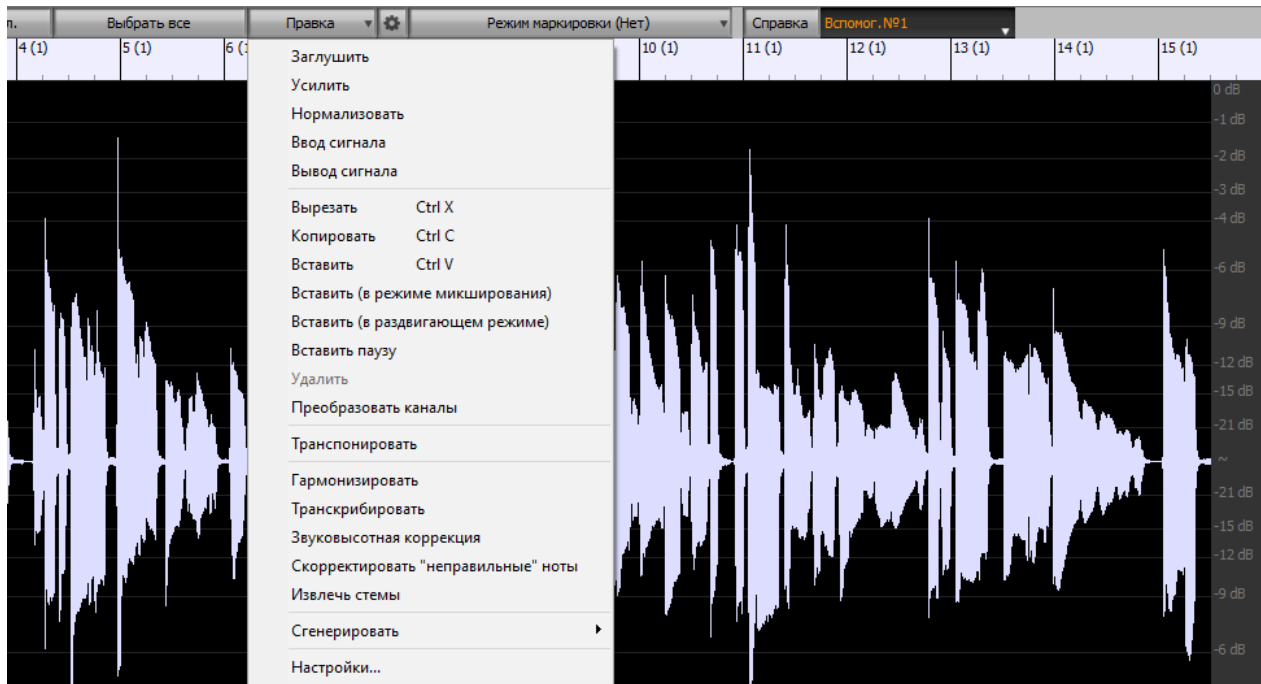 л.
Выбрать все
Правка
Режим маркировки (Нет)
Справка
Вспомог.№1
4 (1)
5 (1)
6 (1
10 (1)
11 (1)
12 (1)
13 (1)
14 (1)
15 (1)
Заглушить
Усилить
Нормализовать
Ввод сигнала
Вывод сигнала
Вырезать Ctrl X
Копировать Ctrl C
Вставить Ctrl V
Вставить (в режиме микширования)
Вставить (в раздвигающем режиме)
Вставить паузу
Удалить
Преобразовать каналы
Транспонировать
Гармонизировать
Транскрибировать
Звуковысотная коррекция
Скорректировать "неправильные" ноты
Извлечь стемы
Сгенерировать
Настройки...
0 dB
-1 dB
-2 dB
-3 dB
-4 dB
-6 dB
-9 dB
-12 dB
-15 dB
-21 dB
~
-21 dB
-15 dB
-12 dB
-9 dB
-6 dB